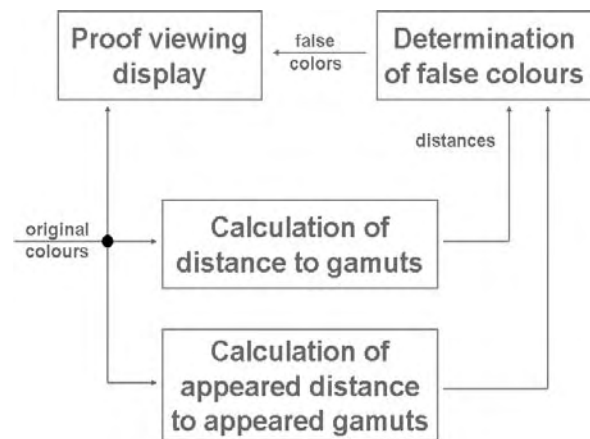 Proof viewing
display
false
colors
Determination
of false colours
distances
original
colours
Calculation of
distance to gamuts
Calculation of
appeared distance
to appeared gamuts